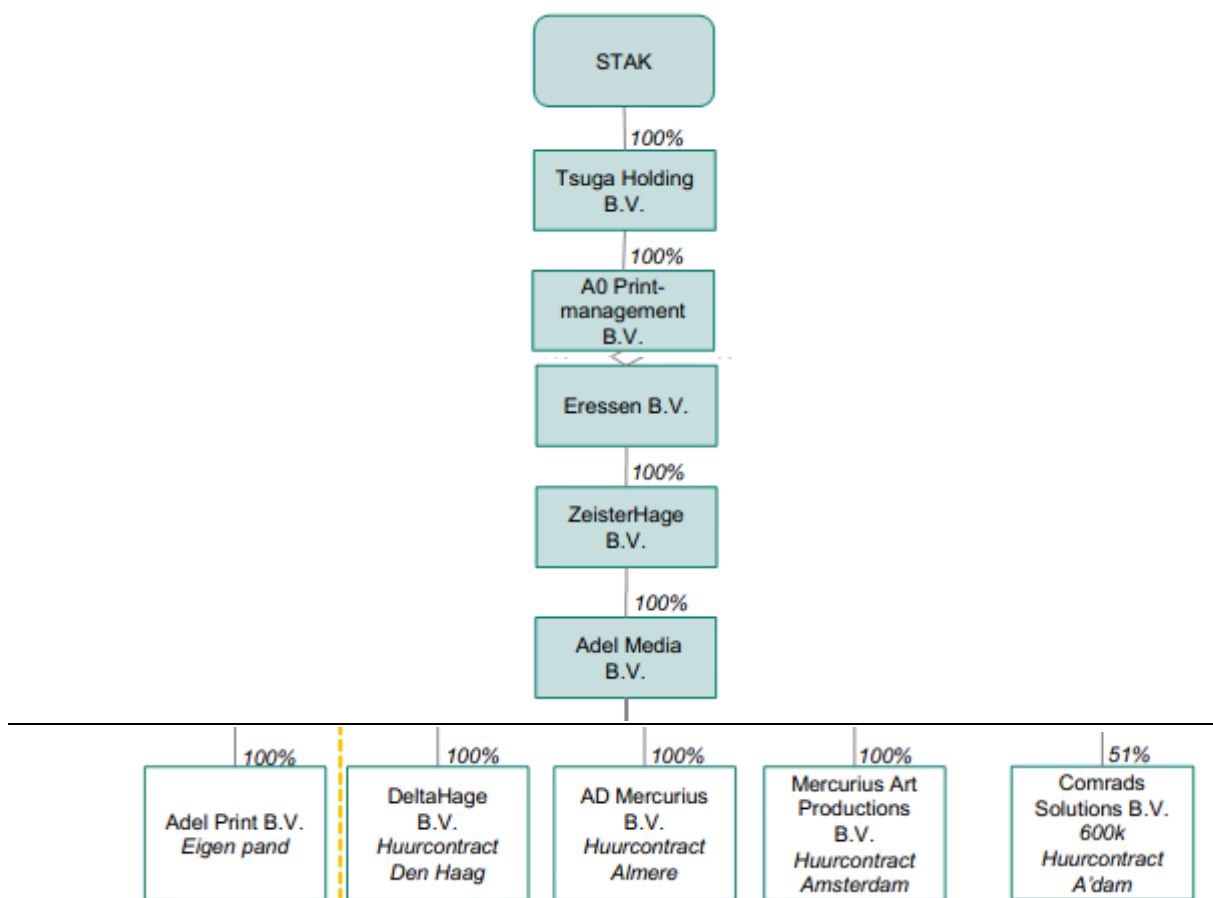 STAK
100%
Tsuga Holding
B.V.
100%
A0 Print-
management
B.V.
Eressen B.V.
100%
ZeisterHage
B.V.
100%
Adel Media
B.V.
100%
Adel Print B.V.
Eigen pand
100%
DeltaHage
B.V.
Huurcontract
Den Haag
100%
AD Mercurius
B.V.
Huurcontract
Almere
100%
Mercurius Art
Productions
B.V.
Huurcontract
Amsterdam
51%
Comrads
Solutions B.V.
600k
Huurcontract
A'dam